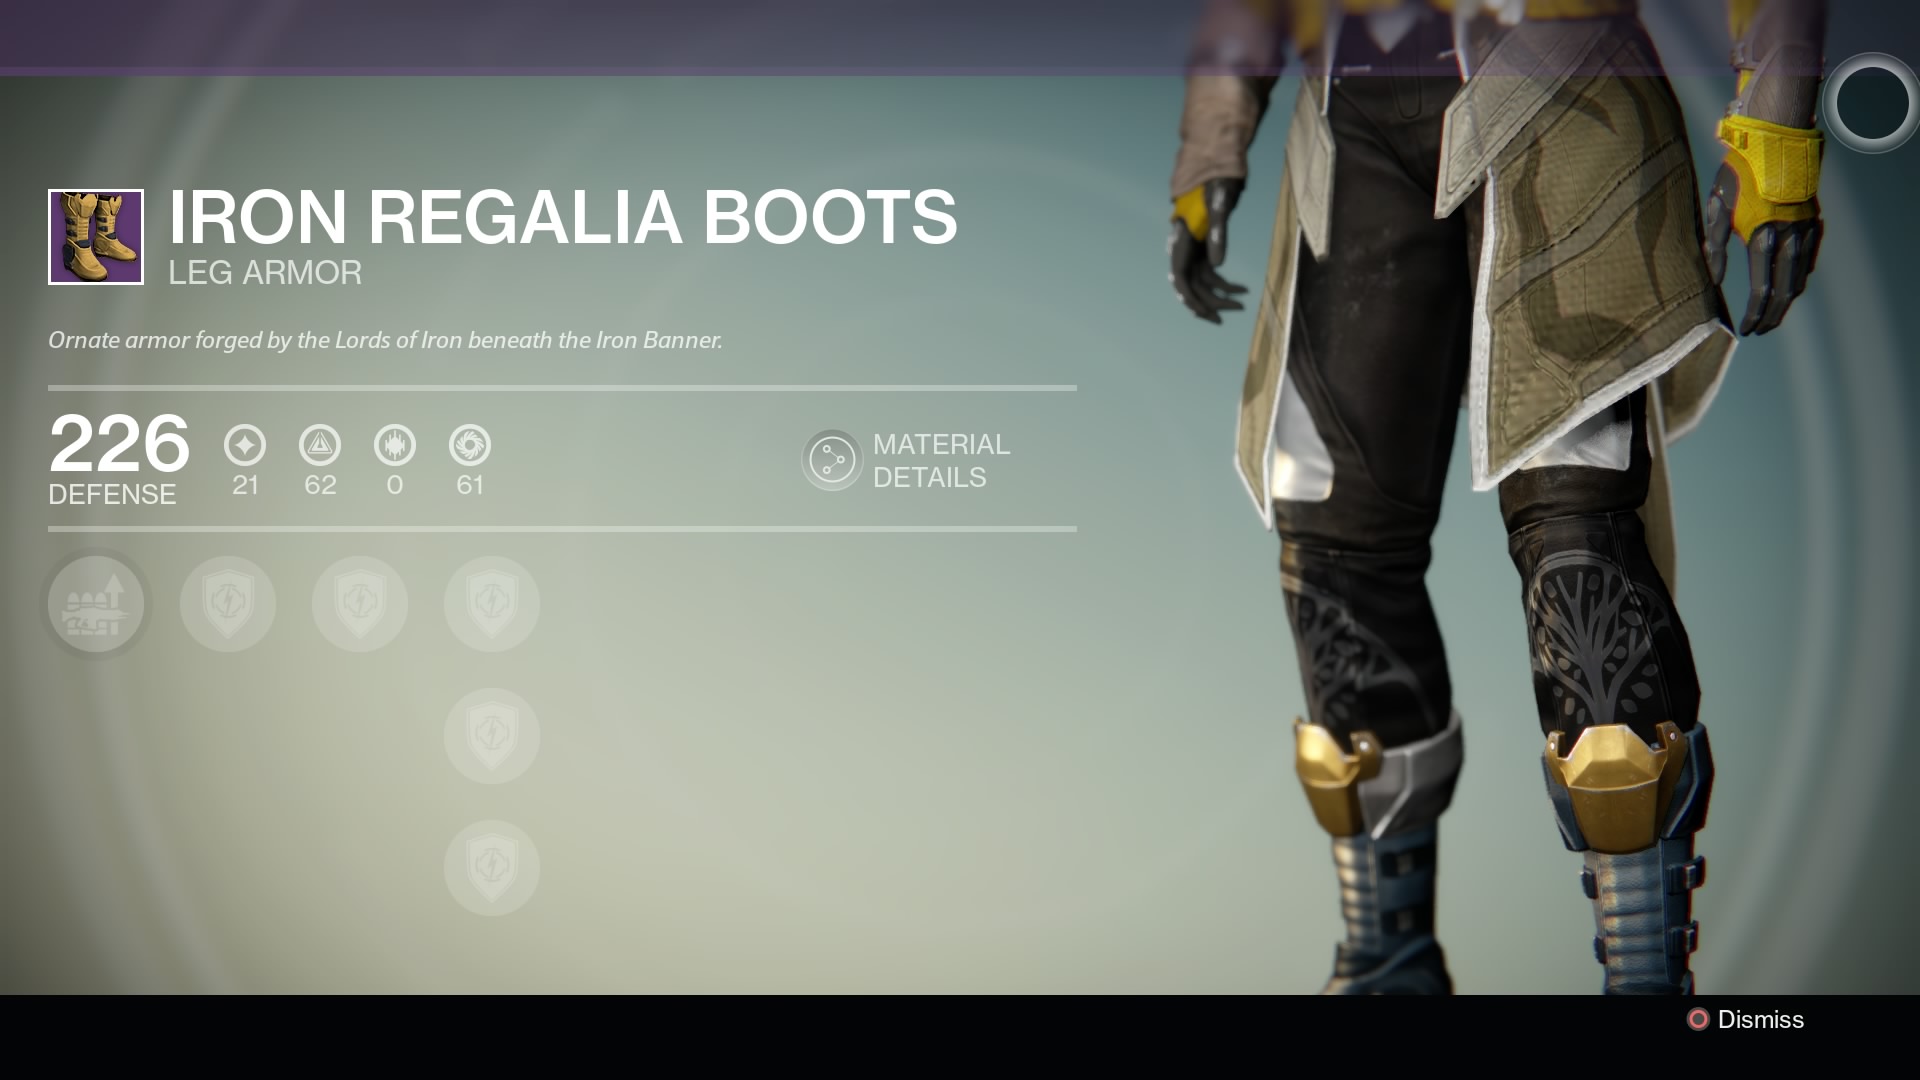 IRON REGALIA BOOTS
LEG ARMOR
Ornate armor forged by the Lords of Iron beneath the Iron Banner.
226
DEFENSE
21 62 0 61
MATERIAL
DETAILS
Dismiss